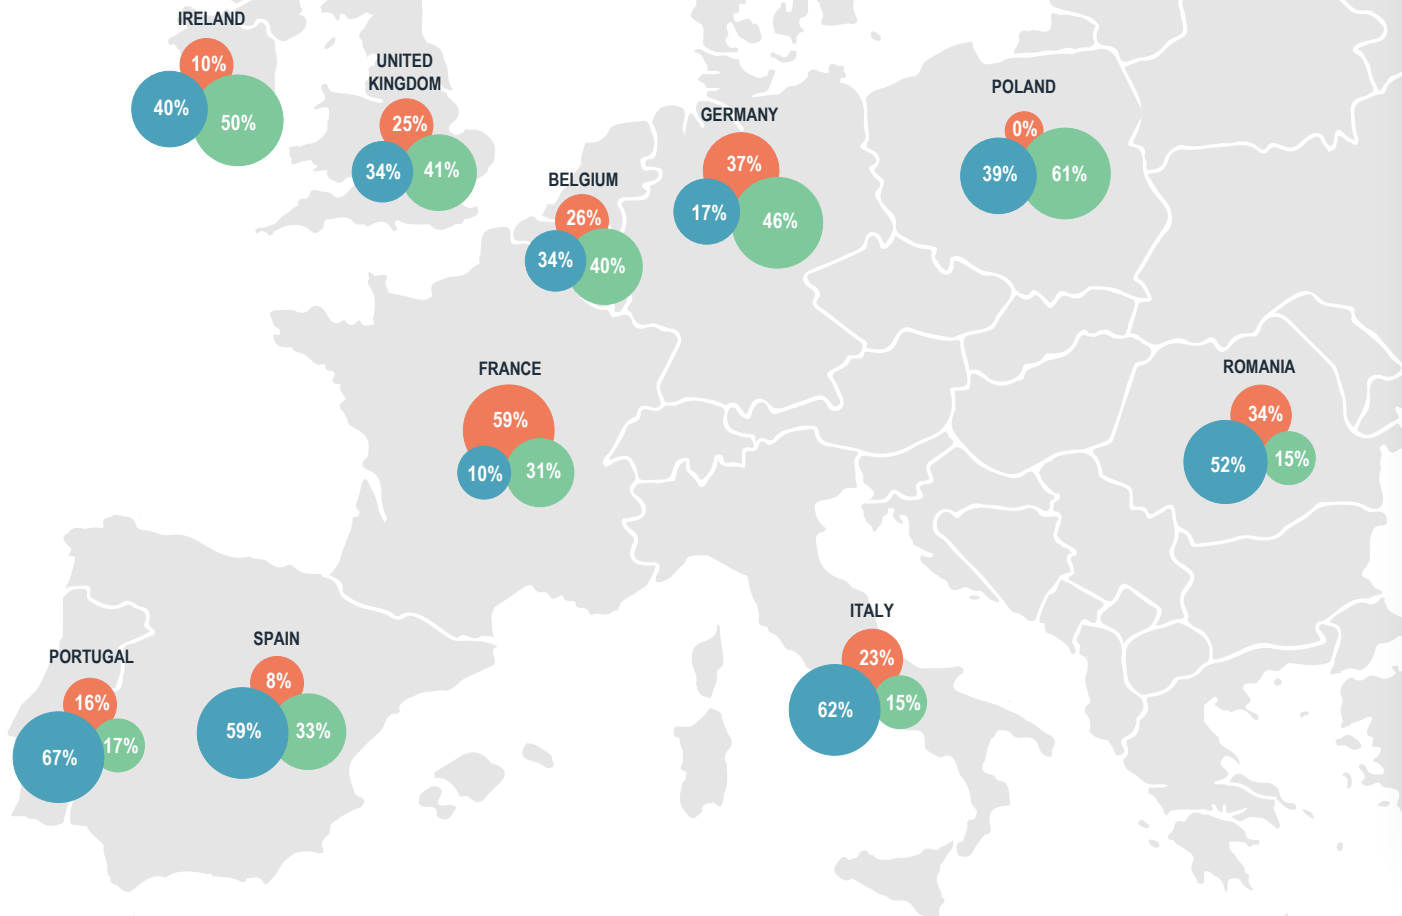 IRELAND
10%
40%
50%
UNITED
KINGDOM
25%
34%
41%
BELGIUM
26%
34%
40%
GERMANY
37%
17%
46%
POLAND
0%
39%
61%
FRANCE
59%
10%
31%
ROMANIA
34%
52%
15%
PORTUGAL
16%
67%
17%
SPAIN
8%
59%
33%
ITALY
23%
62%
15%